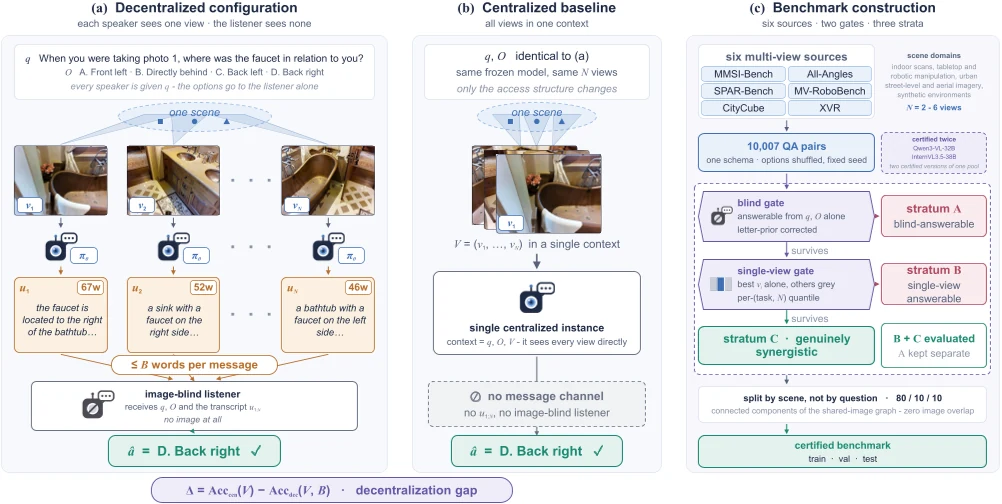 (a) Decentralized configuration
each speaker sees one view · the listener sees none
q When you were taking photo 1, where was the faucet in relation to you?
O A. Front left · B. Directly behind · C. Back left · D. Back right
every speaker is given q - the options go to the listener alone
one scene
v₁
v₂
v_N
π_θ
π_θ
π_θ
u₁ 67w
the faucet is
located to the right
of the bathtub…
u₂ 52w
a sink with a
faucet on the
right side…
u_N 46w
a bathtub with a
faucet on the left
side…
≤ B words per message
image-blind listener
receives q, O and the transcript u₁:N
no image at all
â = D. Back right ✓
(b) Centralized baseline
all views in one context
q, O identical to (a)
same frozen model, same N views
only the access structure changes
one scene
v₁
V = (v₁, …, v_N) in a single context
single centralized instance
context = q, O, V - it sees every view directly
no message channel
no u₁:N, no image-blind listener
â = D. Back right ✓
Δ = Acc_cen(V) − Acc_dec(V, B) · decentralization gap
(c) Benchmark construction
six sources · two gates · three strata
six multi-view sources
MMSI-Bench
All-Angles
SPAR-Bench
MV-RoboBench
CityCube
XVR
scene domains
indoor scans, tabletop and
robotic manipulation, urban
street-level and aerial imagery,
synthetic environments
N = 2 - 6 views
10,007 QA pairs
one schema · options shuffled, fixed seed
certified twice
Qwen3-VL-32B
InternVL3.5-38B
two certified versions of one pool
blind gate
answerable from q, O alone
letter-prior corrected
stratum A
blind-answerable
survives
single-view gate
best vᵢ alone, others grey
per-(task, N) quantile
stratum B
single-view
answerable
survives
stratum C · genuinely
synergistic
B + C evaluated
A kept separate
split by scene, not by question · 80 / 10 / 10
connected components of the shared-image graph - zero image overlap
certified benchmark
train · val · test